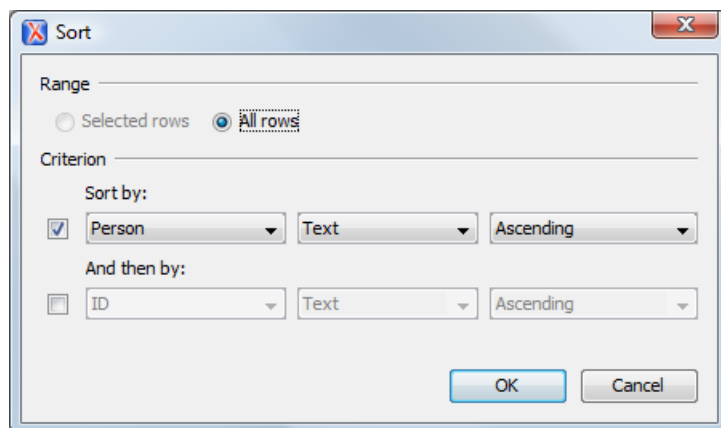 Sort
Range
Selected rows All rows
Criterion
Sort by:
Person Text Ascending
And then by:
ID Text Ascending
OK Cancel